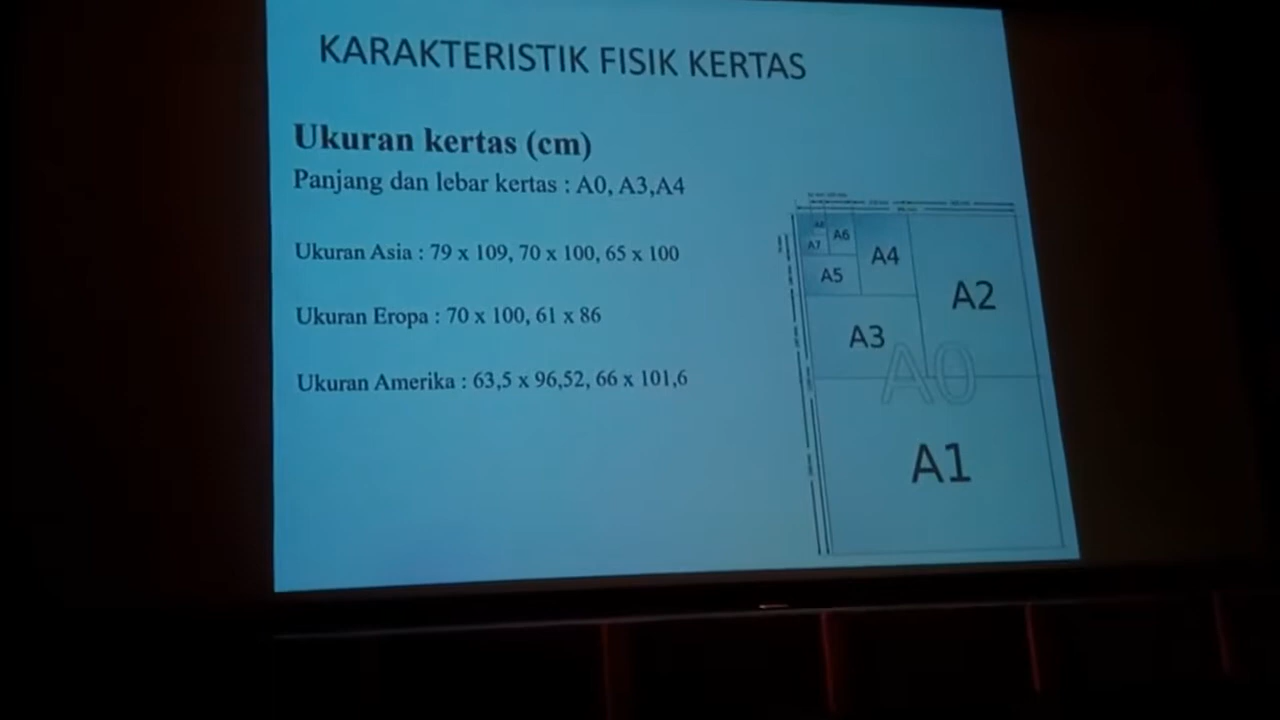 KARAKTERISTIK FISIK KERTAS
Ukuran kertas (cm)
Panjang dan lebar kertas : A0, A3,A4
Ukuran Asia : 79 x 109, 70 x 100, 65 x 100
Ukuran Eropa : 70 x 100, 61 x 86
Ukuran Amerika : 63,5 x 96,52, 66 x 101,6
A8
A7
A6
A5
A4
A3
A2
A0
A1